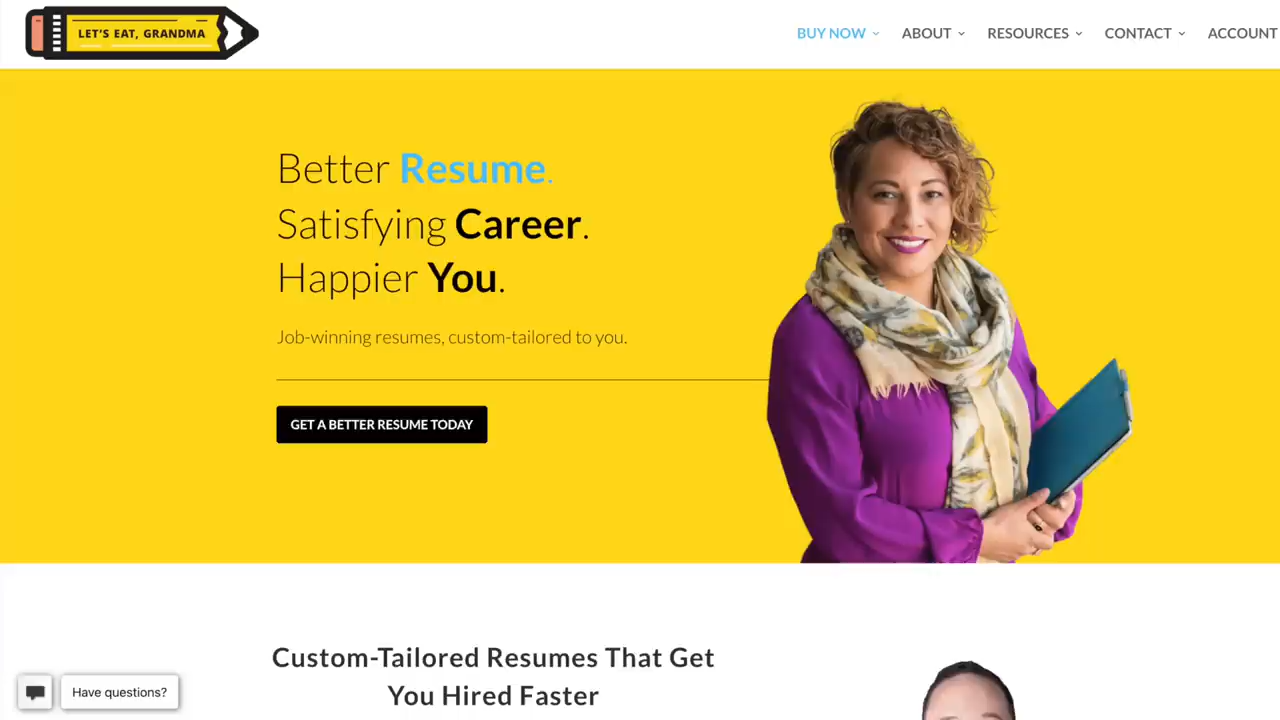 LET'S EAT, GRANDMA
BUY NOW ABOUT RESOURCES CONTACT ACCOUNT
Better Resume.
Satisfying Career.
Happier You.
Job-winning resumes, custom-tailored to you.
GET A BETTER RESUME TODAY
Custom-Tailored Resumes That Get
You Hired Faster
Have questions?